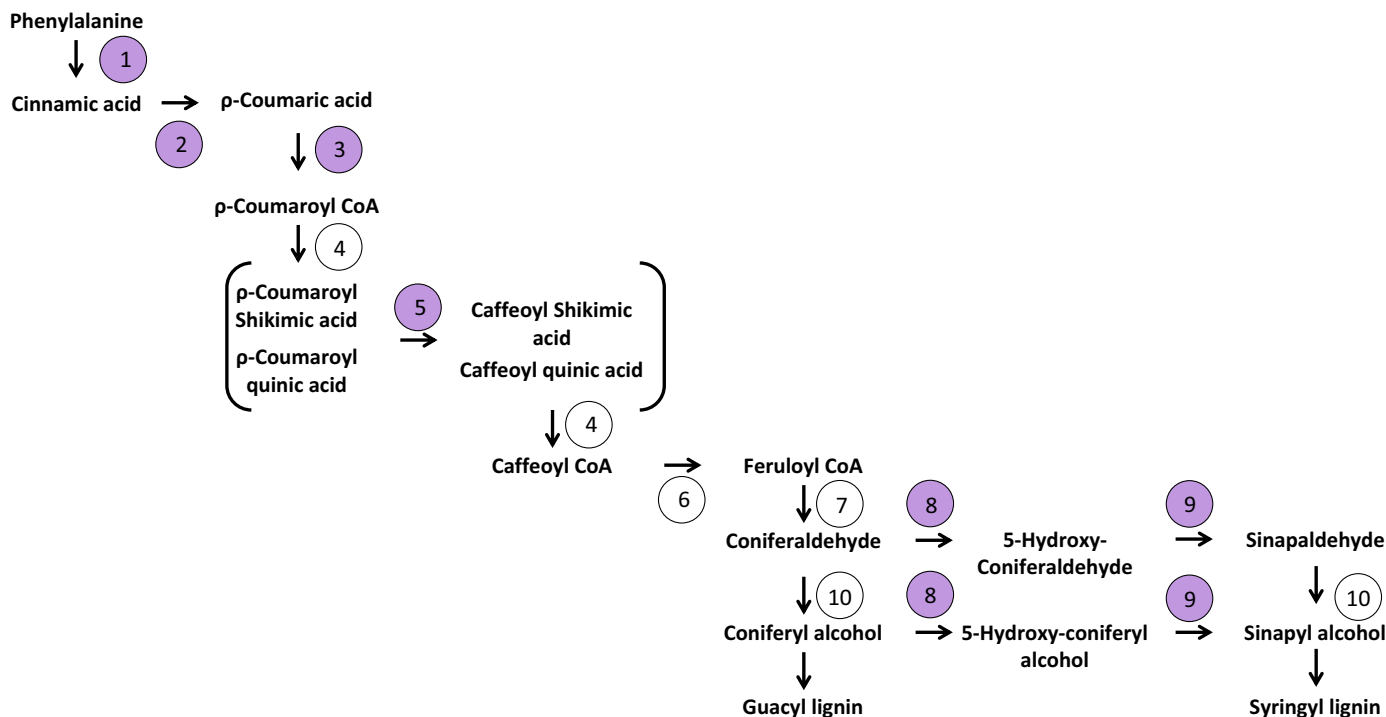 Phenylalanine
1
Cinnamic acid
ρ-Coumaric acid
2
3
ρ-Coumaroyl CoA
4
ρ-Coumaroyl
Shikimic acid
ρ-Coumaroyl
quinic acid
5
Caffeoyl Shikimic
acid
Caffeoyl quinic acid
4
Caffeoyl CoA
6
Feruloyl CoA
7
8
9
Coniferaldehyde
5-Hydroxy-
Coniferaldehyde
Sinapaldehyde
10
8
9
10
Coniferyl alcohol
5-Hydroxy-coniferyl
alcohol
Sinapyl alcohol
Guacyl lignin
Syringyl lignin